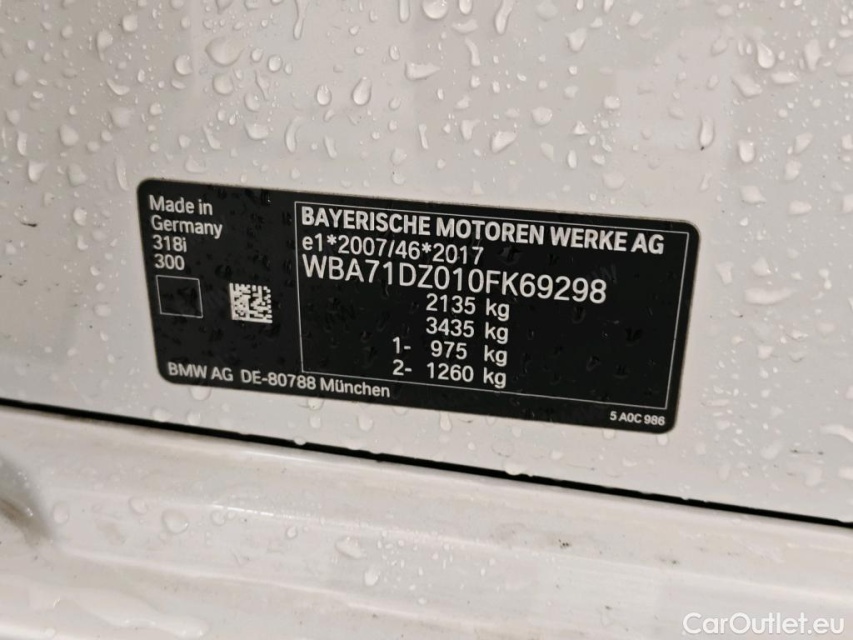 Made in
Germany
318i
300
BAYERISCHE MOTOREN WERKE AG
e1*2007/46*2017
WBA71DZ010FK69298
2135 kg
3435 kg
1- 975 kg
2- 1260 kg
BMW AG DE-80788 München
5 A0C 986
CarOutlet.eu